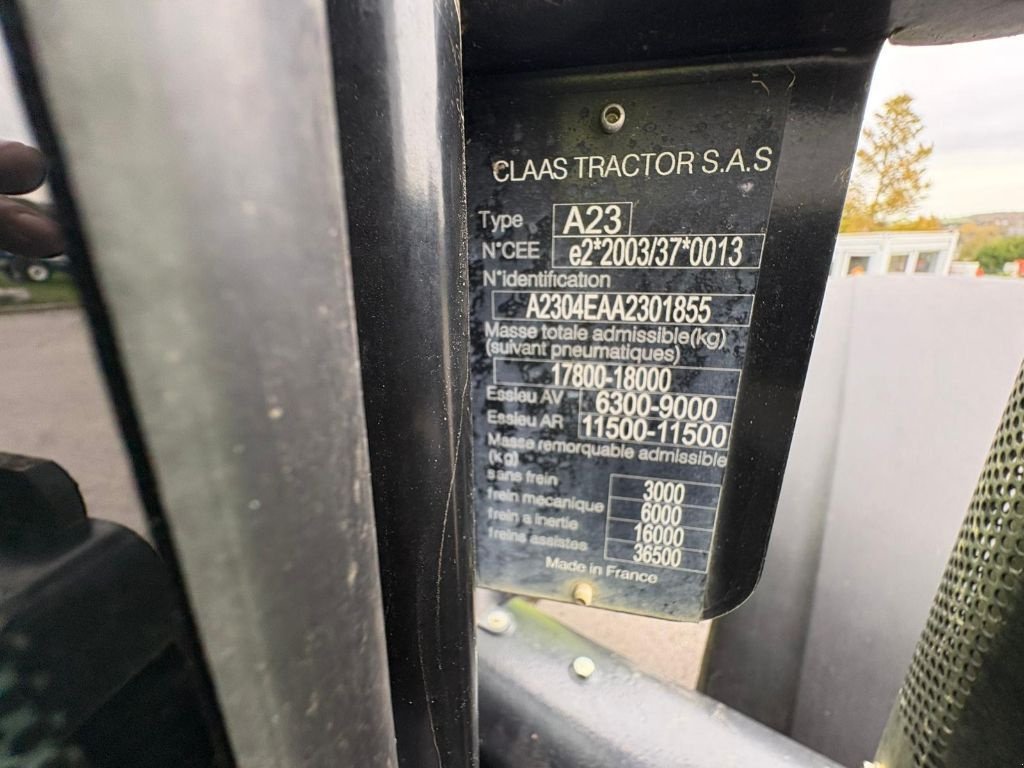 CLAAS TRACTOR S.A.S
Type A23
N°CEE e2*2003/37*0013
N°identification
A2304EAA2301855
Masse totale admissible(kg)
(suivant pneumatiques)
17800-18000
Essieu AV 6300-9000
Essieu AR 11500-11500
Masse remorquable admissible
(kg)
sans frein 3000
frein mecanique 6000
frein a inertie 16000
freins assistes 36500
Made in France